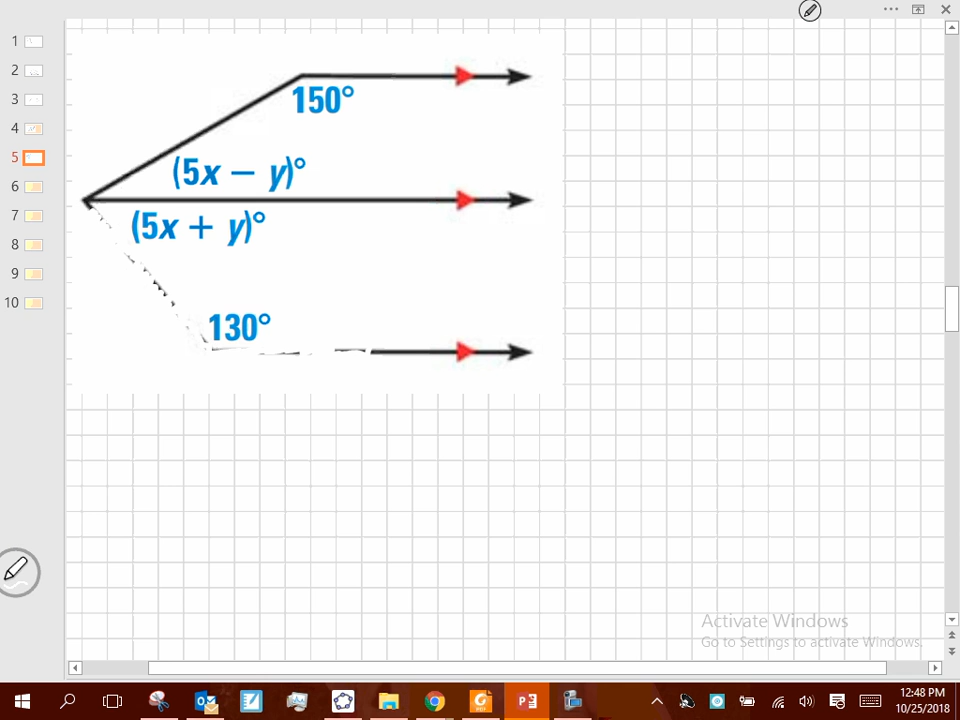 1
2
3
4
5
6
7
8
9
10
150°
(5x − y)°
(5x + y)°
130°
Activate Windows
Go to Settings to activate Windows.
12:48 PM
10/25/2018